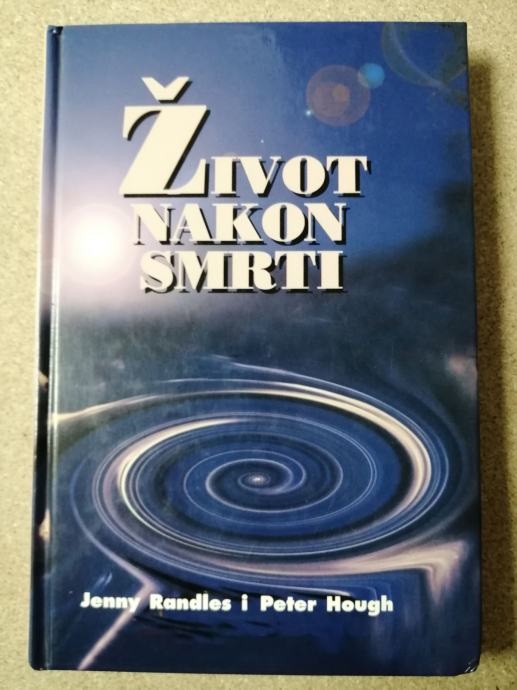 ŽIVOT
NAKON
SMRTI
Jenny Randles i Peter Hough